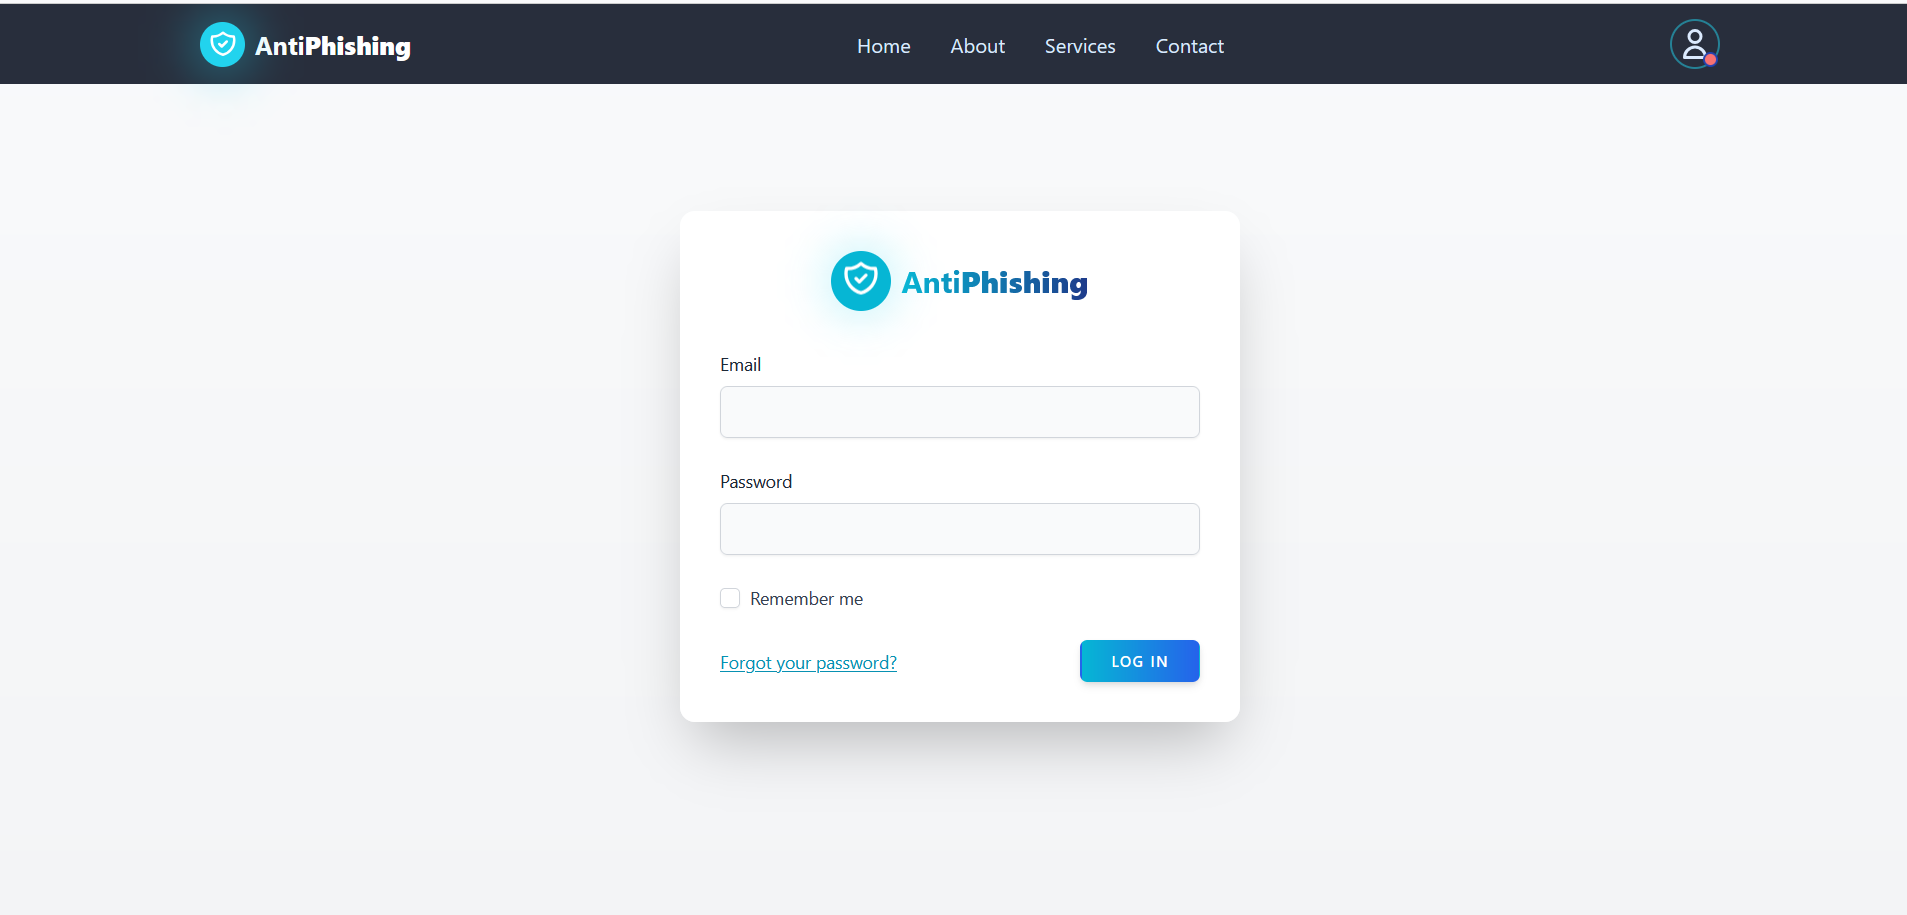 AntiPhishing Home About Services Contact
AntiPhishing
Email
Password
Remember me
Forgot your password? LOG IN